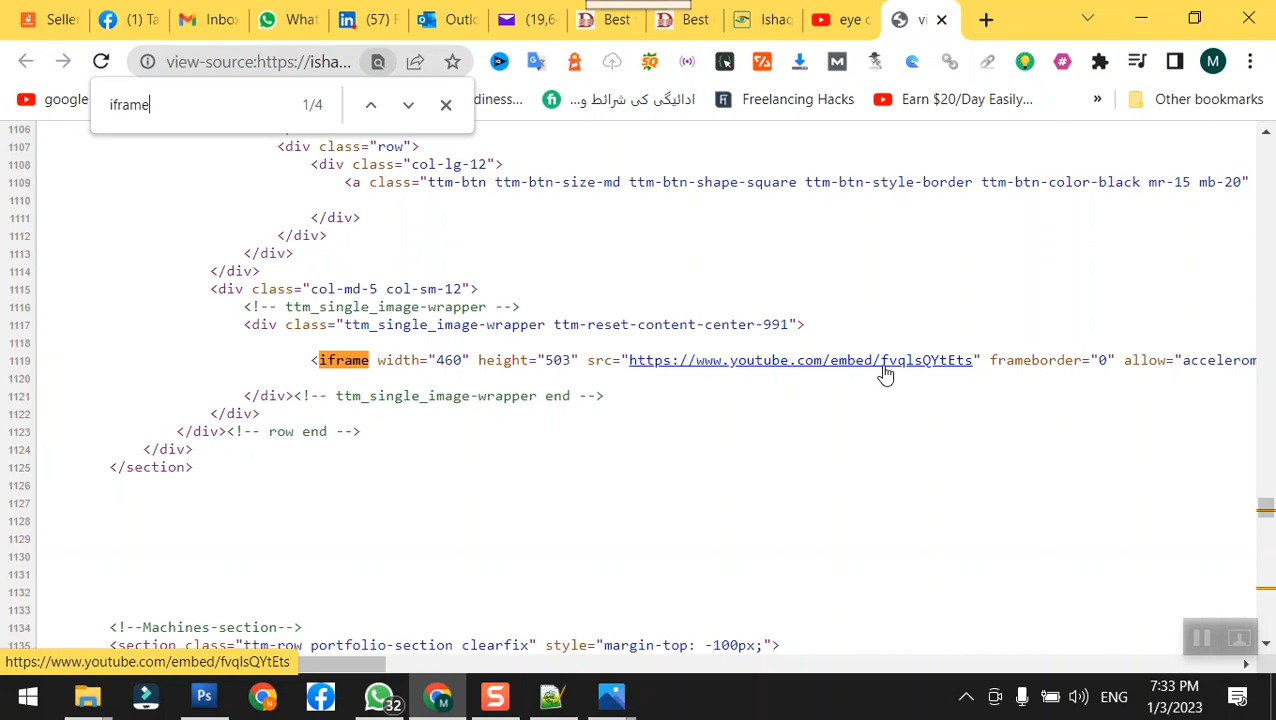 Seller
(1) Ta
Inbox
What
(57) F
Outlo
(19,6
Best
Best
Ishaq
eye c
vi
view-source:https://isha...
iframe 1/4
google
diness...
ادائیگی کی شرائط و...
Freelancing Hacks
Earn $20/Day Easily...
»
Other bookmarks
1106
1107 <div class="row">
1108 <div class="col-lg-12">
1109 <a class="ttm-btn ttm-btn-size-md ttm-btn-shape-square ttm-btn-style-border ttm-btn-color-black mr-15 mb-20"
1110
1111 </div>
1112 </div>
1113 </div>
1114 </div>
1115 <div class="col-md-5 col-sm-12">
1116 <!-- ttm_single_image-wrapper -->
1117 <div class="ttm_single_image-wrapper ttm-reset-content-center-991">
1118
1119 <iframe width="460" height="503" src="https://www.youtube.com/embed/fvqlsQYtEts" frameborder="0" allow="accelerom
1120
1121 </div><!-- ttm_single_image-wrapper end -->
1122 </div>
1123 </div><!-- row end -->
1124 </div>
1125 </section>
1126
1127
1128
1129
1130
1131
1132
1133
1134 <!--Machines-section-->
1135 <section class="ttm-row portfolio-section clearfix" style="margin-top: -100px;">
https://www.youtube.com/embed/fvqlsQYtEts
32
M
ENG
7:33 PM
1/3/2023